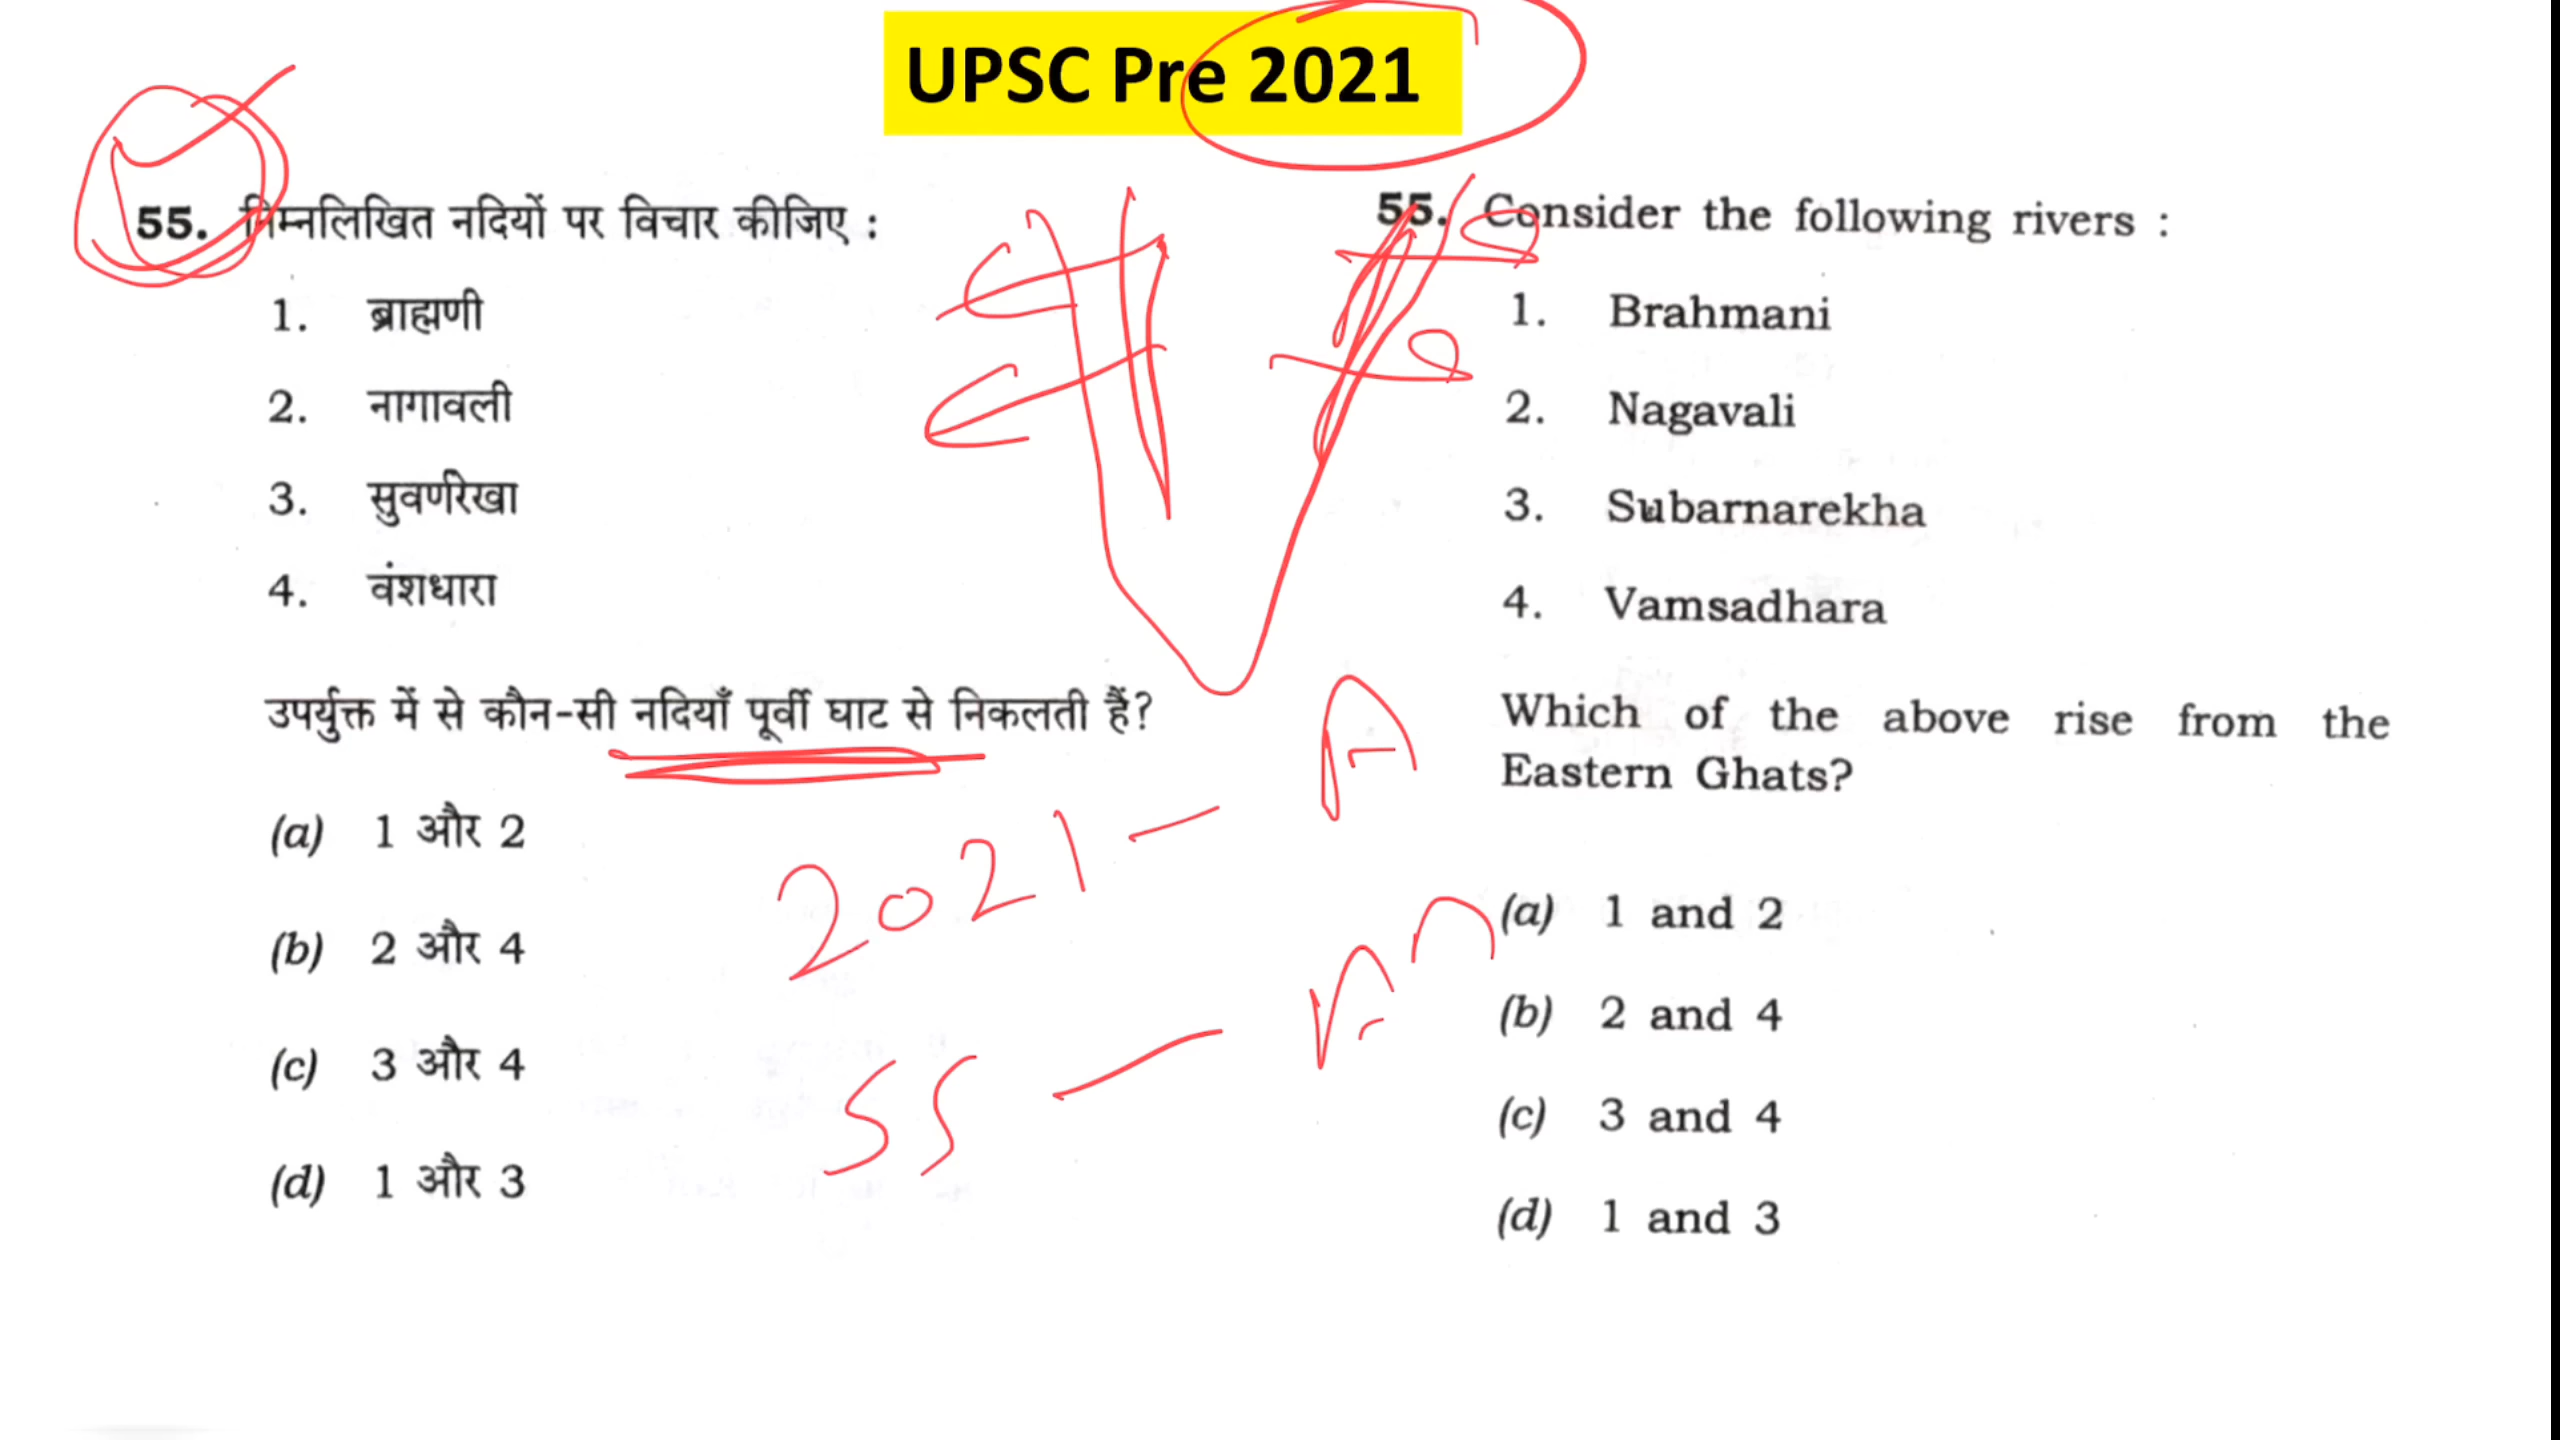 UPSC Pre 2021
55. निम्नलिखित नदियों पर विचार कीजिए :
1. ब्राह्मणी
2. नागावली
3. सुवर्णरेखा
4. वंशधारा
उपर्युक्त में से कौन-सी नदियाँ पूर्वी घाट से निकलती हैं?
(a) 1 और 2
(b) 2 और 4
(c) 3 और 4
(d) 1 और 3
2021 - A
55 -
55. Consider the following rivers :
1. Brahmani
2. Nagavali
3. Subarnarekha
4. Vamsadhara
Which of the above rise from the
Eastern Ghats?
(a) 1 and 2
(b) 2 and 4
(c) 3 and 4
(d) 1 and 3